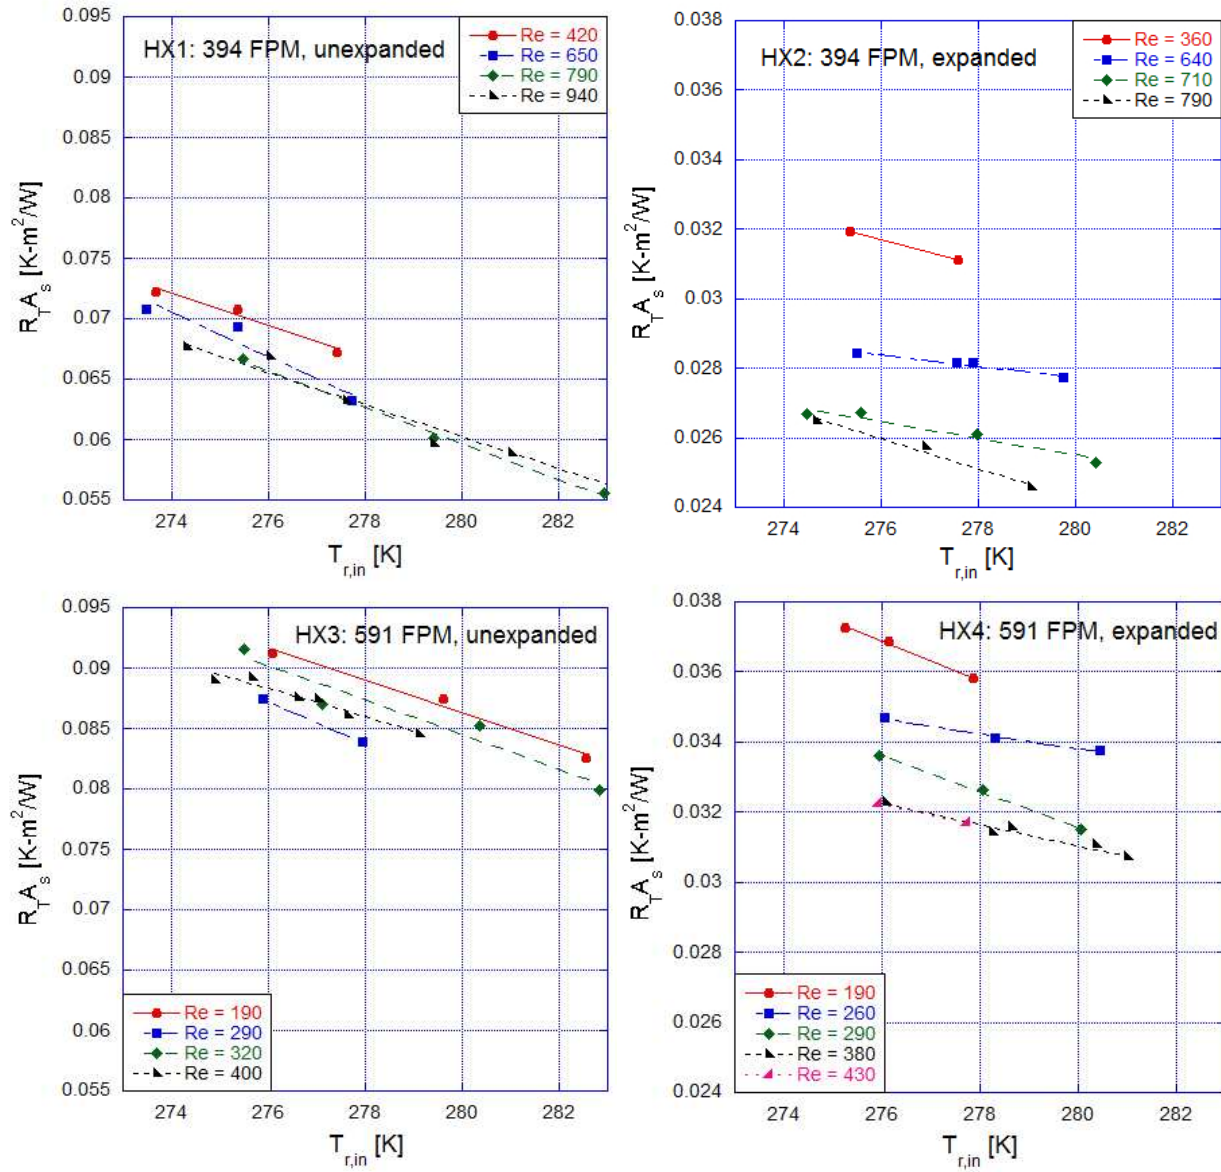 0.095
0.09
0.085
0.08
0.075
0.07
0.065
0.06
0.055
R_T A_s [K-m²/W]
HX1: 394 FPM, unexpanded
Re = 420
Re = 650
Re = 790
Re = 940
274 276 278 280 282
T_r,in [K]
0.038
0.036
0.034
0.032
0.03
0.028
0.026
0.024
R_T A_s [K-m²/W]
HX2: 394 FPM, expanded
Re = 360
Re = 640
Re = 710
Re = 790
274 276 278 280 282
T_r,in [K]
0.095
0.09
0.085
0.08
0.075
0.07
0.065
0.06
0.055
R_T A_s [K-m²/W]
HX3: 591 FPM, unexpanded
Re = 190
Re = 290
Re = 320
Re = 400
274 276 278 280 282
T_r,in [K]
0.038
0.036
0.034
0.032
0.03
0.028
0.026
0.024
R_T A_s [K-m²/W]
HX4: 591 FPM, expanded
Re = 190
Re = 260
Re = 290
Re = 380
Re = 430
274 276 278 280 282
T_r,in [K]